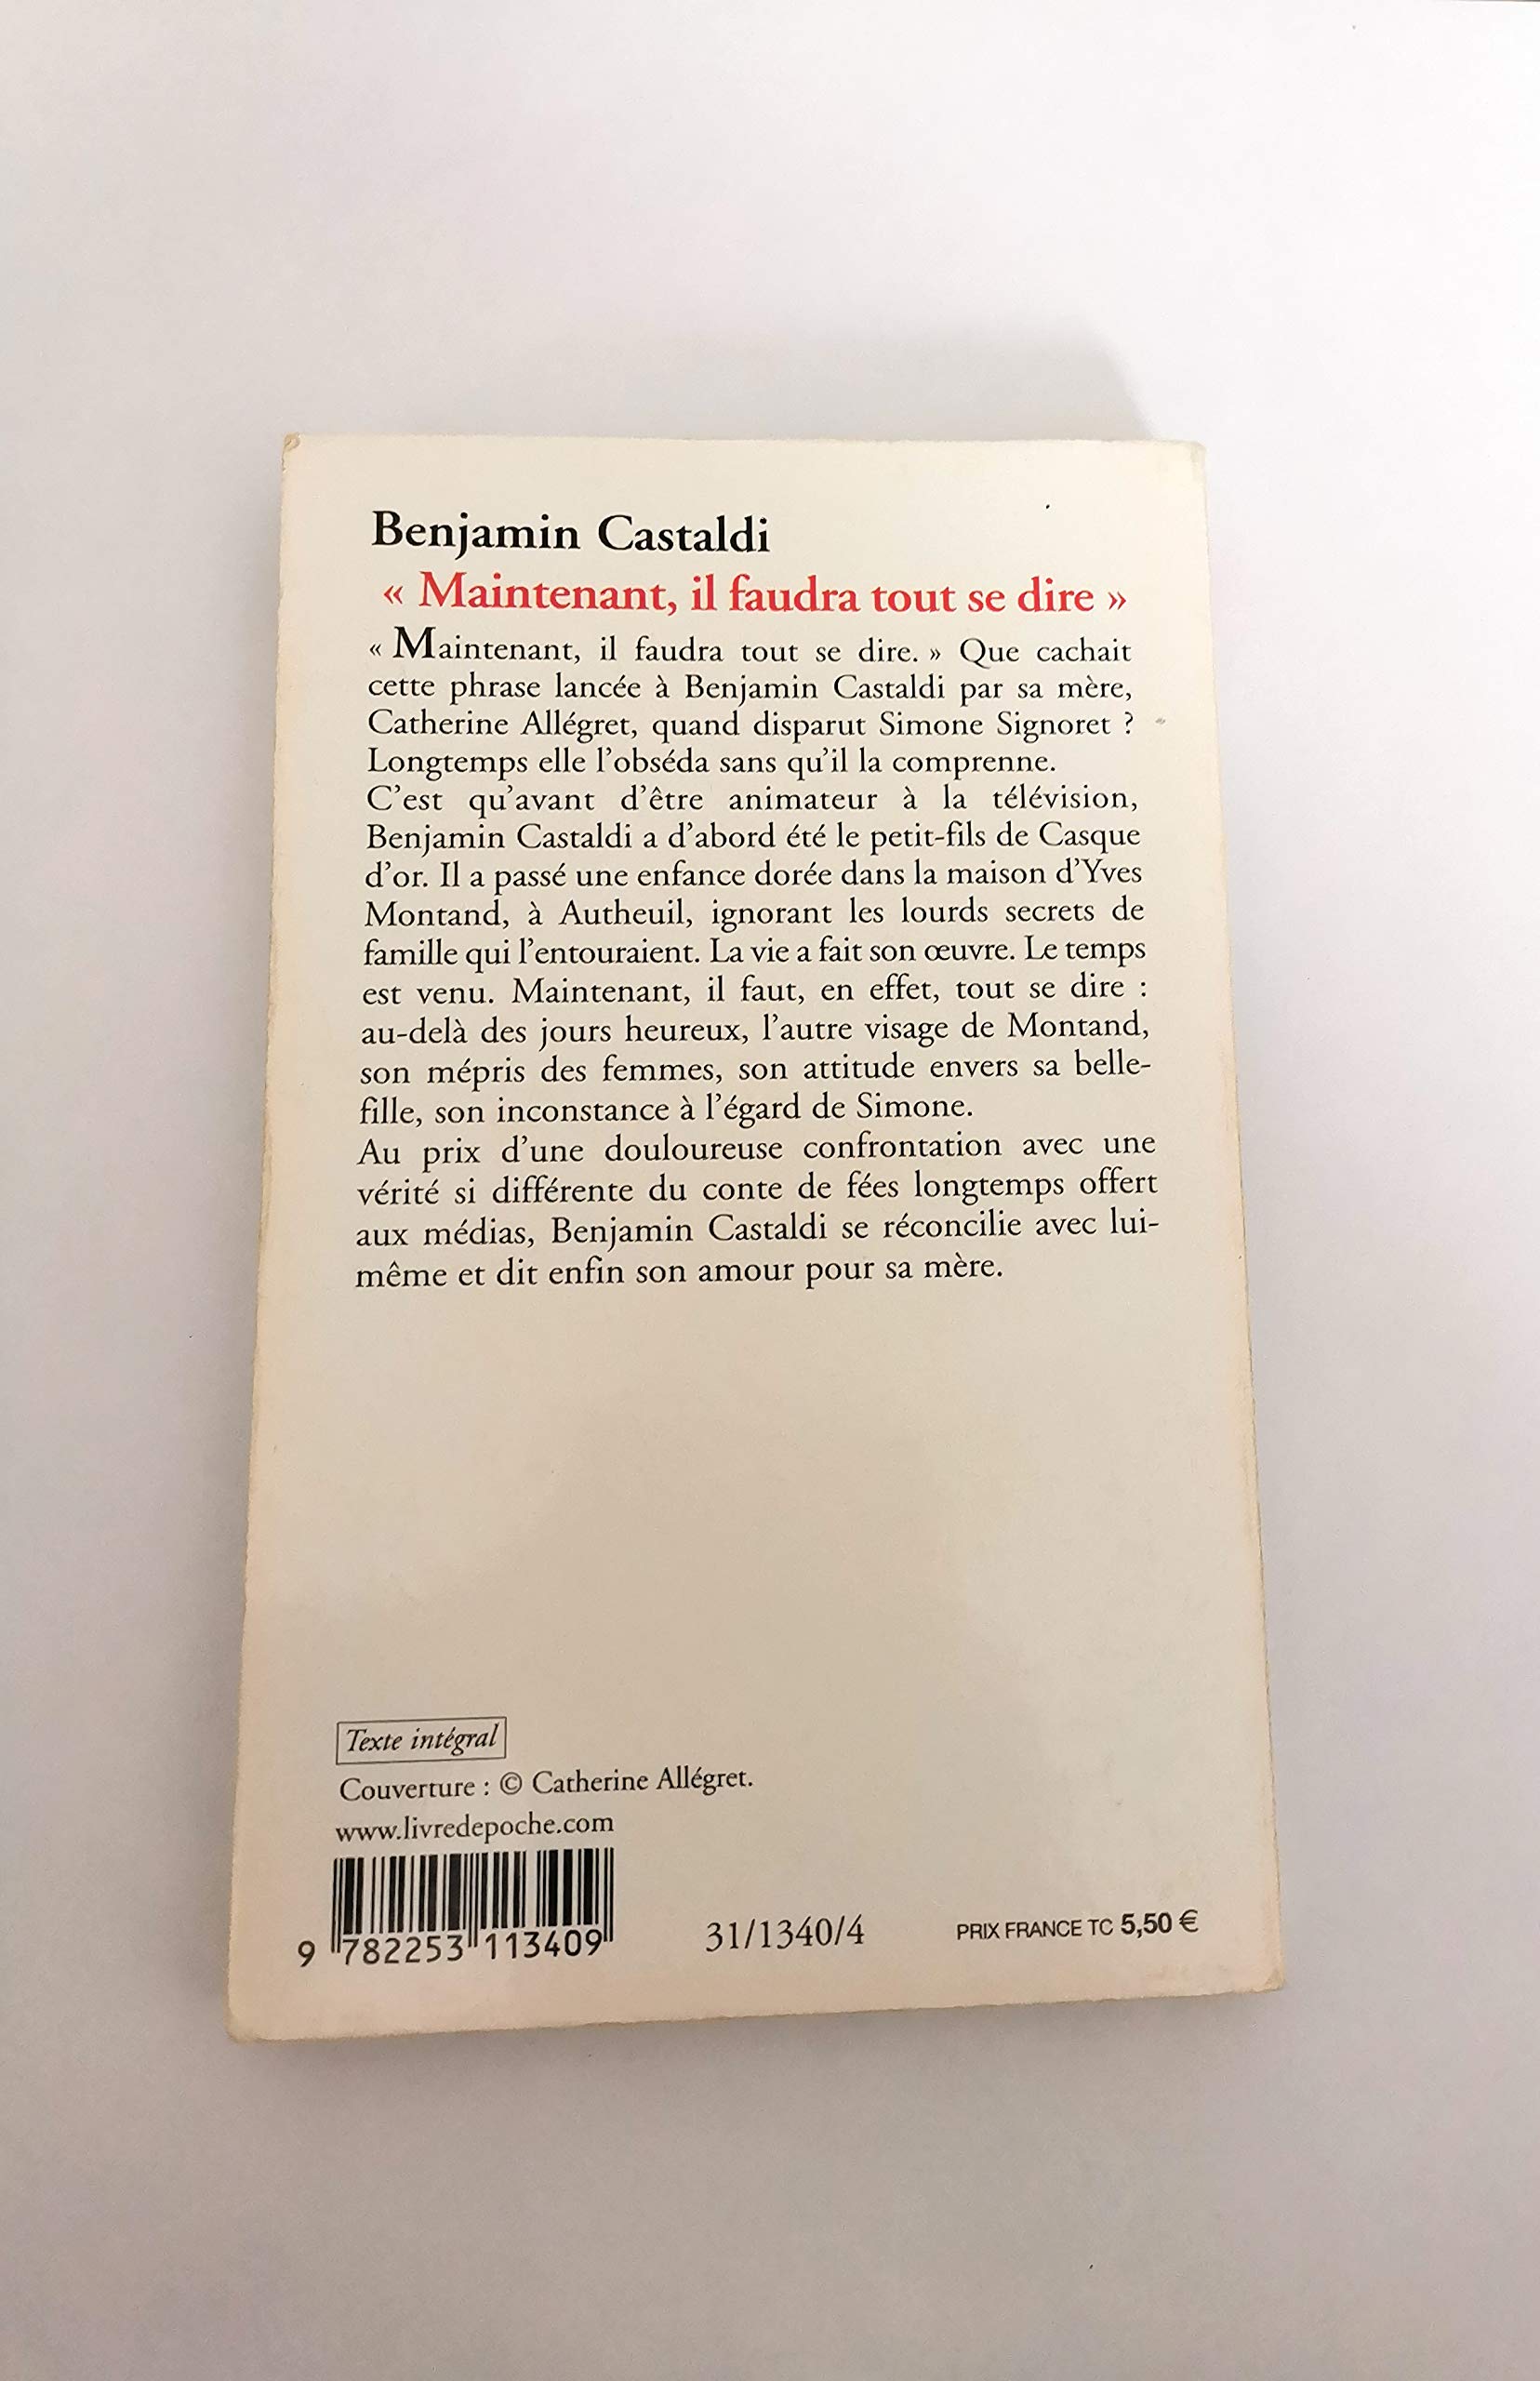 Benjamin Castaldi
« Maintenant, il faudra tout se dire »
« Maintenant, il faudra tout se dire. » Que cachait
cette phrase lancée à Benjamin Castaldi par sa mère,
Catherine Allégret, quand disparut Simone Signoret ?
Longtemps elle l'obséda sans qu'il la comprenne.
C'est qu'avant d'être animateur à la télévision,
Benjamin Castaldi a d'abord été le petit-fils de Casque
d'or. Il a passé une enfance dorée dans la maison d'Yves
Montand, à Autheuil, ignorant les lourds secrets de
famille qui l'entouraient. La vie a fait son œuvre. Le temps
est venu. Maintenant, il faut, en effet, tout se dire :
au-delà des jours heureux, l'autre visage de Montand,
son mépris des femmes, son attitude envers sa belle-
fille, son inconstance à l'égard de Simone.
Au prix d'une douloureuse confrontation avec une
vérité si différente du conte de fées longtemps offert
aux médias, Benjamin Castaldi se réconcilie avec lui-
même et dit enfin son amour pour sa mère.
Texte intégral
Couverture : © Catherine Allégret.
www.livredepoche.com
9 782253 113409
31/1340/4
PRIX FRANCE TC 5,50 €